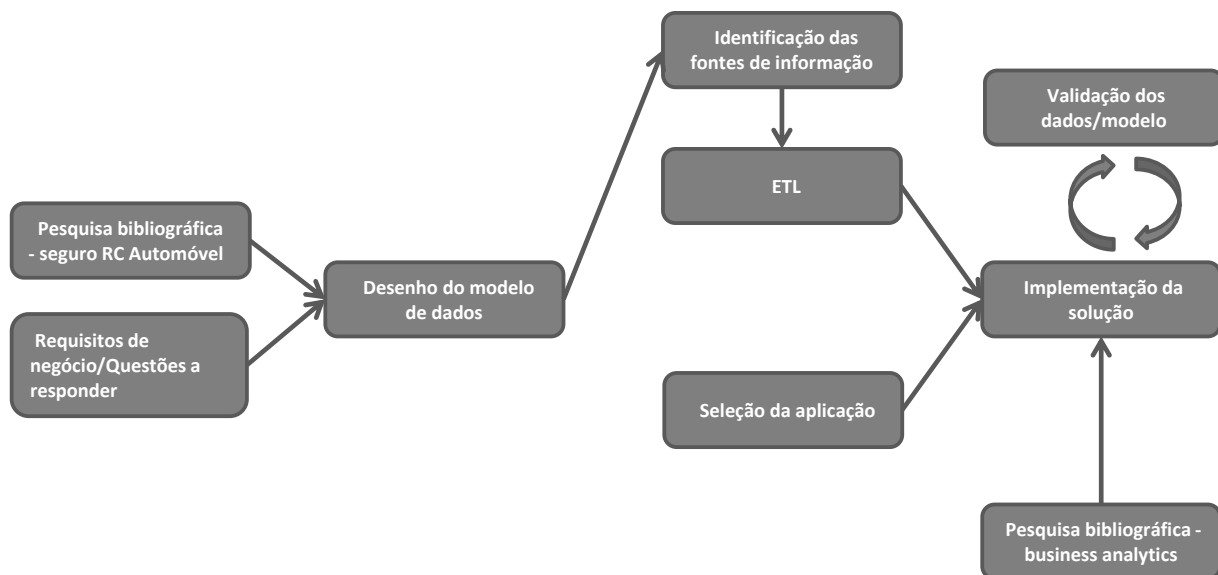 Identificação das
fontes de informação
Validação dos
dados/modelo
ETL
Pesquisa bibliográfica
- seguro RC Automóvel
Desenho do modelo
de dados
Implementação da
solução
Requisitos de
negócio/Questões a
responder
Seleção da aplicação
Pesquisa bibliográfica -
business analytics